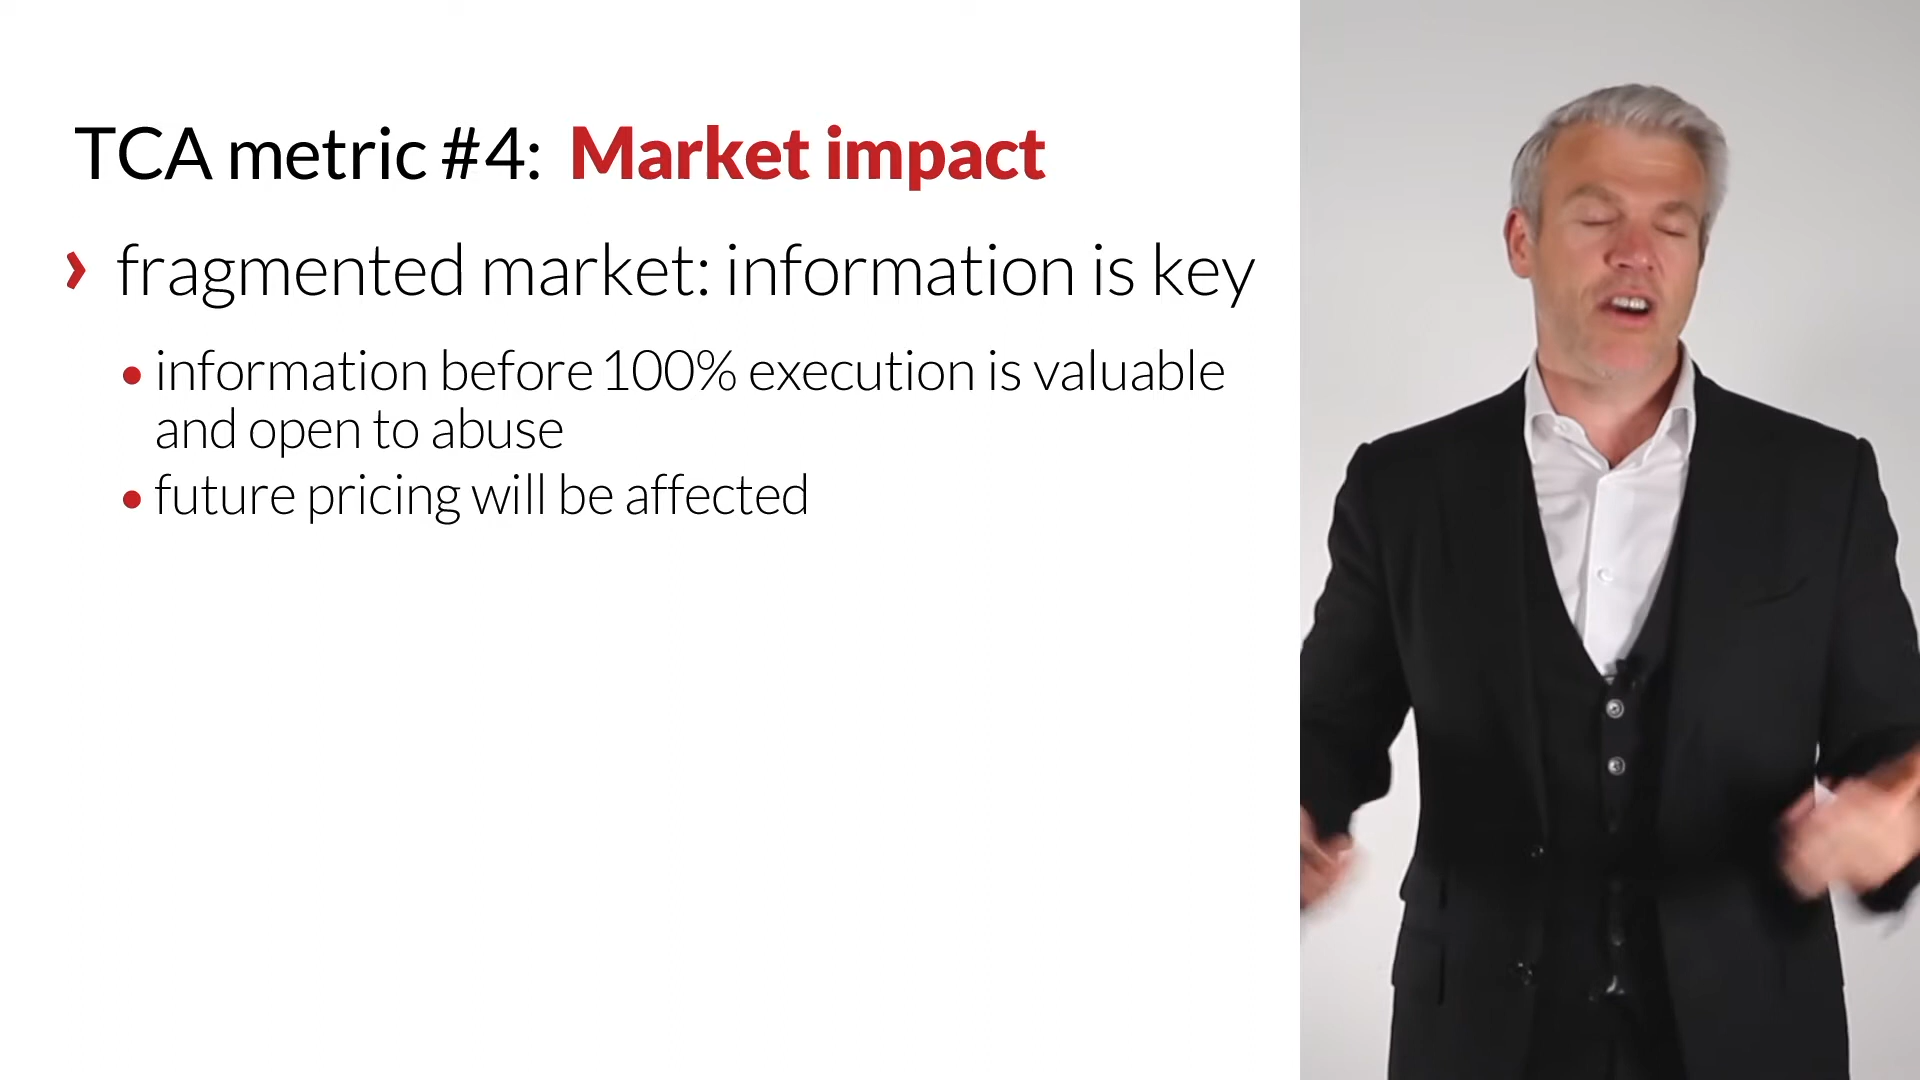 TCA metric #4: Market impact
› fragmented market: information is key
• information before 100% execution is valuable
and open to abuse
• future pricing will be affected